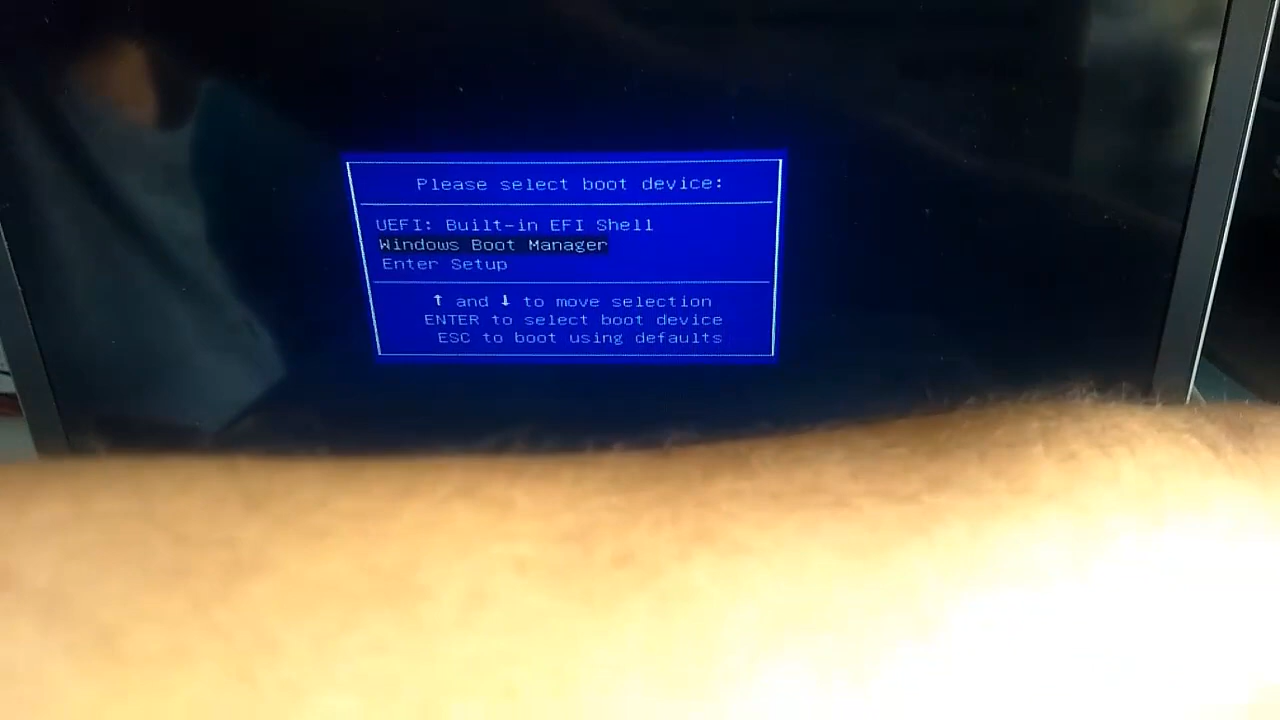 Please select boot device:
UEFI: Built-in EFI Shell
Windows Boot Manager
Enter Setup
↑ and ↓ to move selection
ENTER to select boot device
ESC to boot using defaults